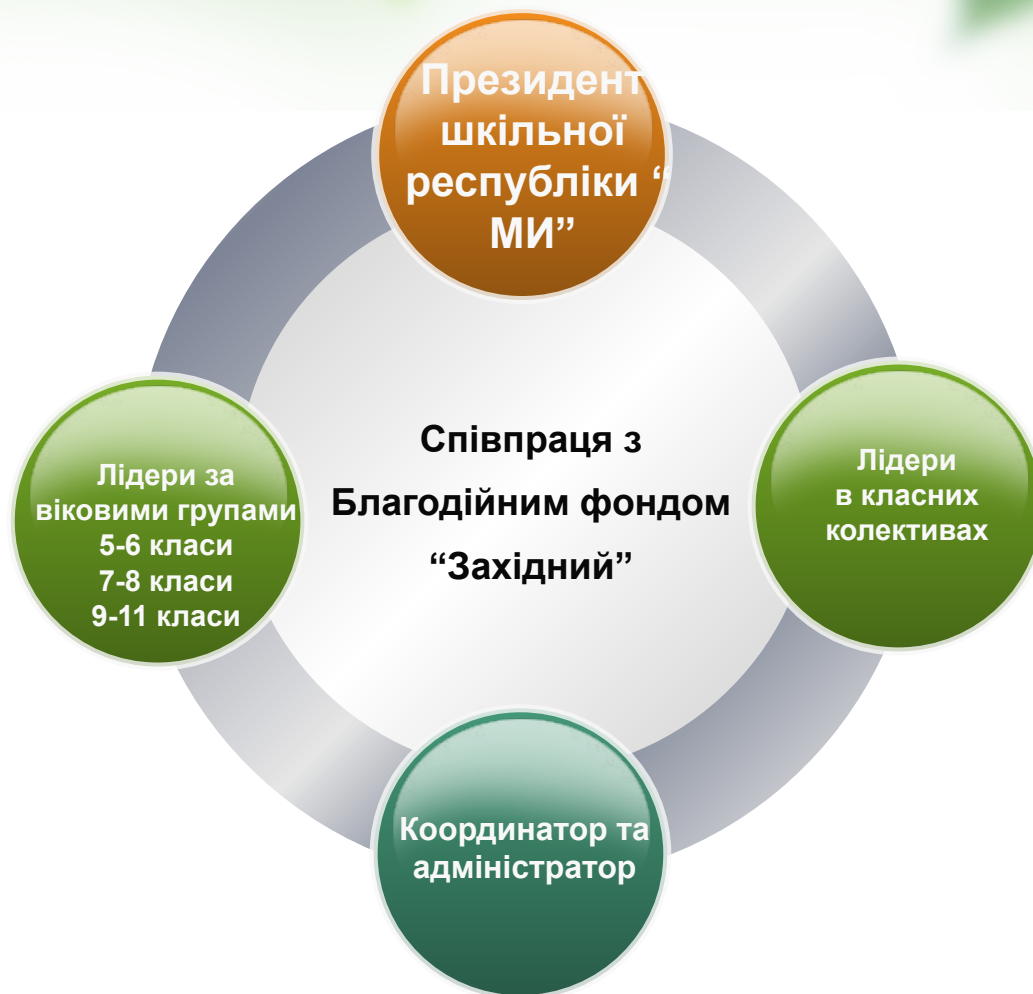 Президент
шкільної
республіки “
МИ”
Співпраця з
Благодійним фондом
“Західний”
Лідери за
віковими групами
5-6 класи
7-8 класи
9-11 класи
Лідери
в класних
колективах
Координатор та
адміністратор